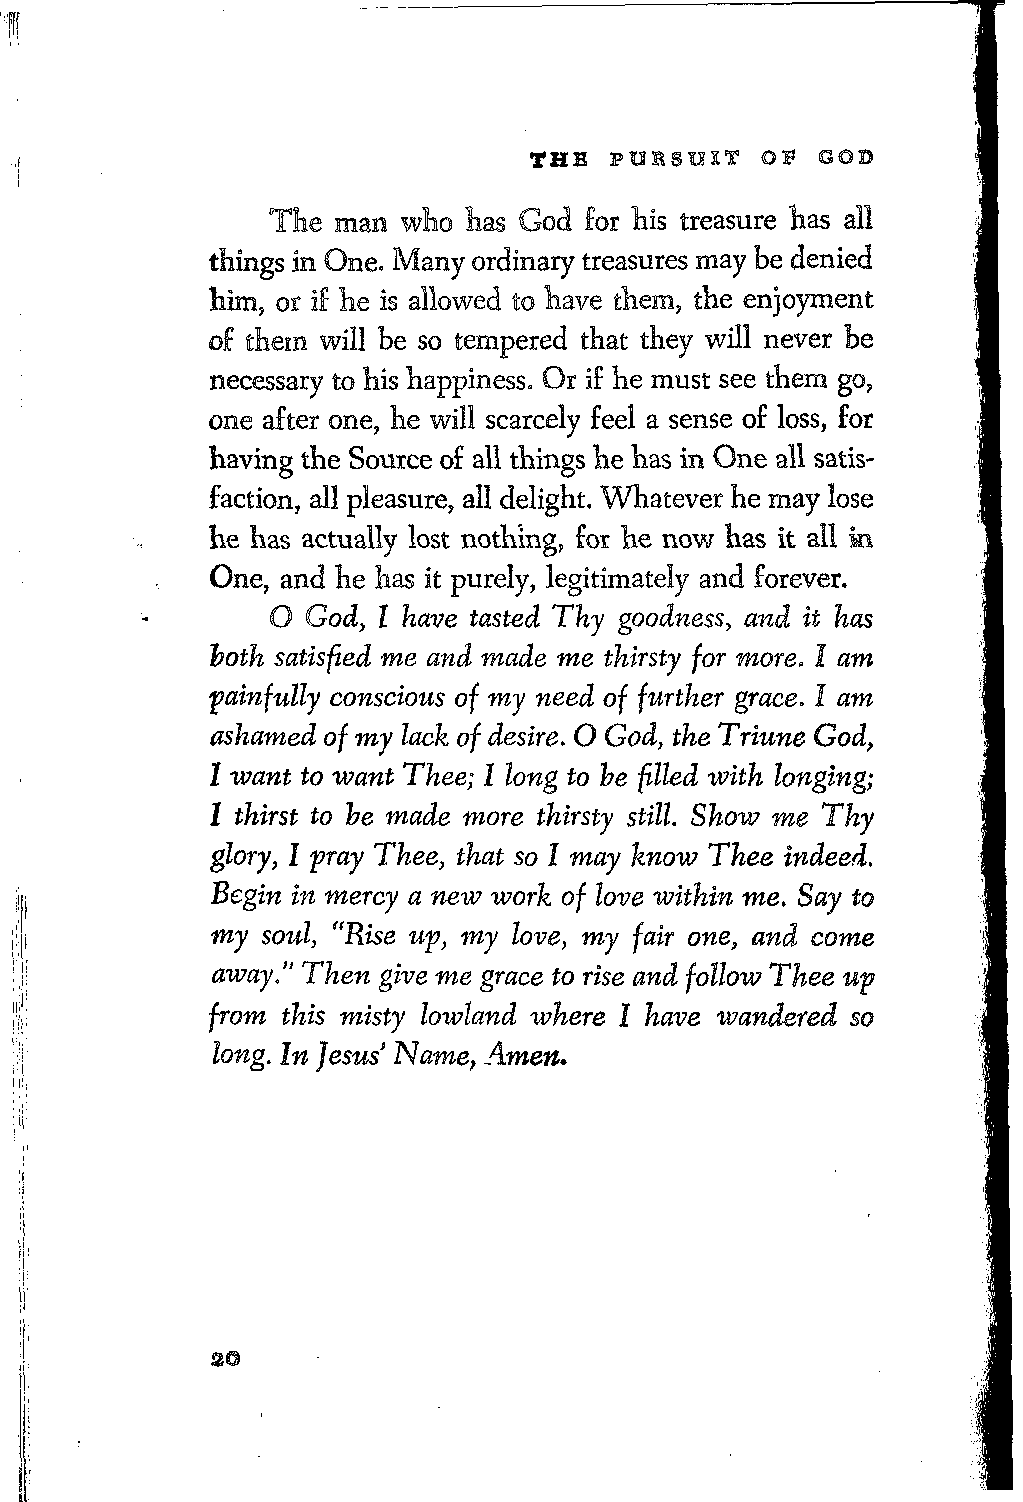 THE PURSUIT OF GOD
The man who has God for his treasure has all
things in One. Many ordinary treasures may be denied
him, or if he is allowed to have them, the enjoyment
of them will be so tempered that they will never be
necessary to his happiness. Or if he must see them go,
one after one, he will scarcely feel a sense of loss, for
having the Source of all things he has in One all satis-
faction, all pleasure, all delight. Whatever he may lose
he has actually lost nothing, for he now has it all in
One, and he has it purely, legitimately and forever.
O God, I have tasted Thy goodness, and it has
both satisfied me and made me thirsty for more. I am
painfully conscious of my need of further grace. I am
ashamed of my lack of desire. O God, the Triune God,
I want to want Thee; I long to be filled with longing;
I thirst to be made more thirsty still. Show me Thy
glory, I pray Thee, that so I may know Thee indeed.
Begin in mercy a new work of love within me. Say to
my soul, "Rise up, my love, my fair one, and come
away." Then give me grace to rise and follow Thee up
from this misty lowland where I have wandered so
long. In Jesus' Name, Amen.
20